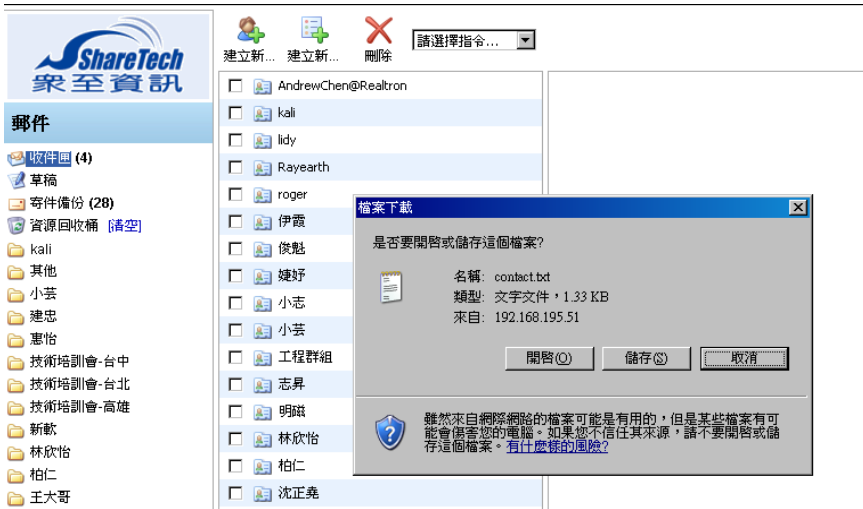 ShareTech
眾至資訊
建立新...
建立新...
刪除
請選擇指令...
郵件
收件匣 (4)
草稿
寄件備份 (28)
資源回收桶 [清空]
kali
其他
小芸
建忠
惠怡
技術培訓會-台中
技術培訓會-台北
技術培訓會-高雄
新歡
林欣怡
柏仁
王大哥
AndrewChen@Realtron
kali
lidy
Rayearth
roger
伊霞
俊魁
婕妤
小志
小芸
工程群組
志昇
明磁
林欣怡
柏仁
沈正堯
檔案下載
是否要開啓或儲存這個檔案?
名稱: contact.txt
類型: 文字文件，1.33 KB
來自: 192.168.195.51
開啓(O)
儲存(S)
取消
雖然來自網際網路的檔案可能是有用的，但是某些檔案有可
能會傷害您的電腦。如果您不信任其來源，請不要開啓或儲
存這個檔案。有什麼樣的風險?